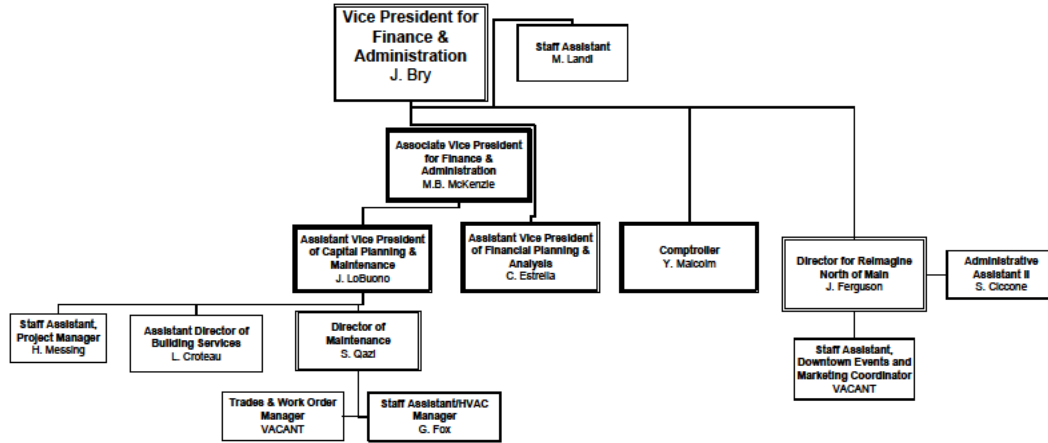 Vice President for
Finance &
Administration
J. Bry
Staff Assistant
M. Landi
Associate Vice President
for Finance &
Administration
M.B. McKenzie
Assistant Vice President
of Capital Planning &
Maintenance
J. LoBuono
Assistant Vice President
of Financial Planning &
Analysis
C. Estrella
Comptroller
Y. Malcolm
Director for Reimagine
North of Main
J. Ferguson
Administrative
Assistant II
S. Ciccone
Staff Assistant,
Project Manager
H. Messing
Assistant Director of
Building Services
L. Croteau
Director of
Maintenance
S. Qazi
Staff Assistant,
Downtown Events and
Marketing Coordinator
VACANT
Trades & Work Order
Manager
VACANT
Staff Assistant/HVAC
Manager
G. Fox